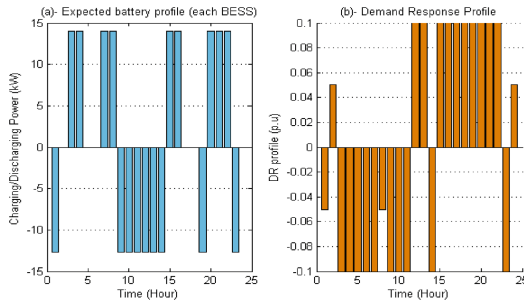 (a)- Expected battery profile (each BESS)
Charging/Discharging Power (kW)
15
10
5
0
-5
-10
-15
0 5 10 15 20 25
Time (Hour)
(b)- Demand Response Profile
DR profile (p.u)
0.1
0.08
0.06
0.04
0.02
0
-0.02
-0.04
-0.06
-0.08
-0.1
0 5 10 15 20 25
Time (Hour)